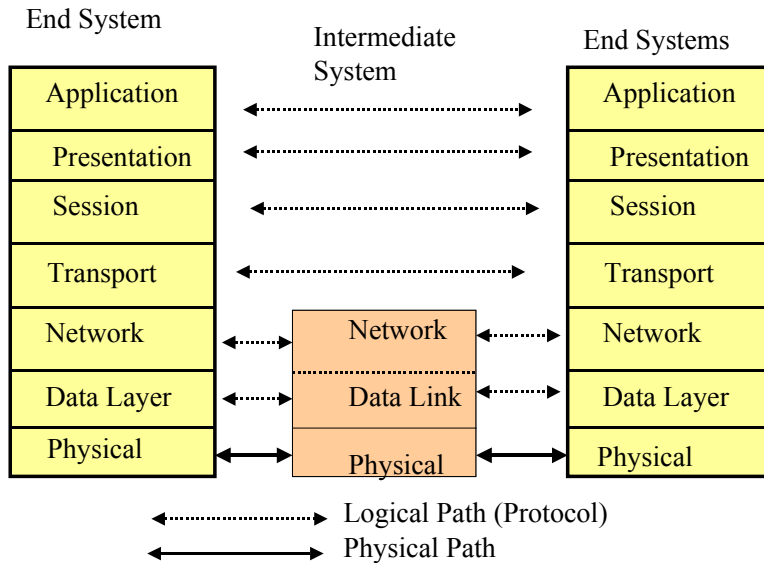 End System
Intermediate
System
End Systems
Application
Presentation
Session
Transport
Network
Data Layer
Physical
Network
Data Link
Physical
Application
Presentation
Session
Transport
Network
Data Layer
Physical
Logical Path (Protocol)
Physical Path